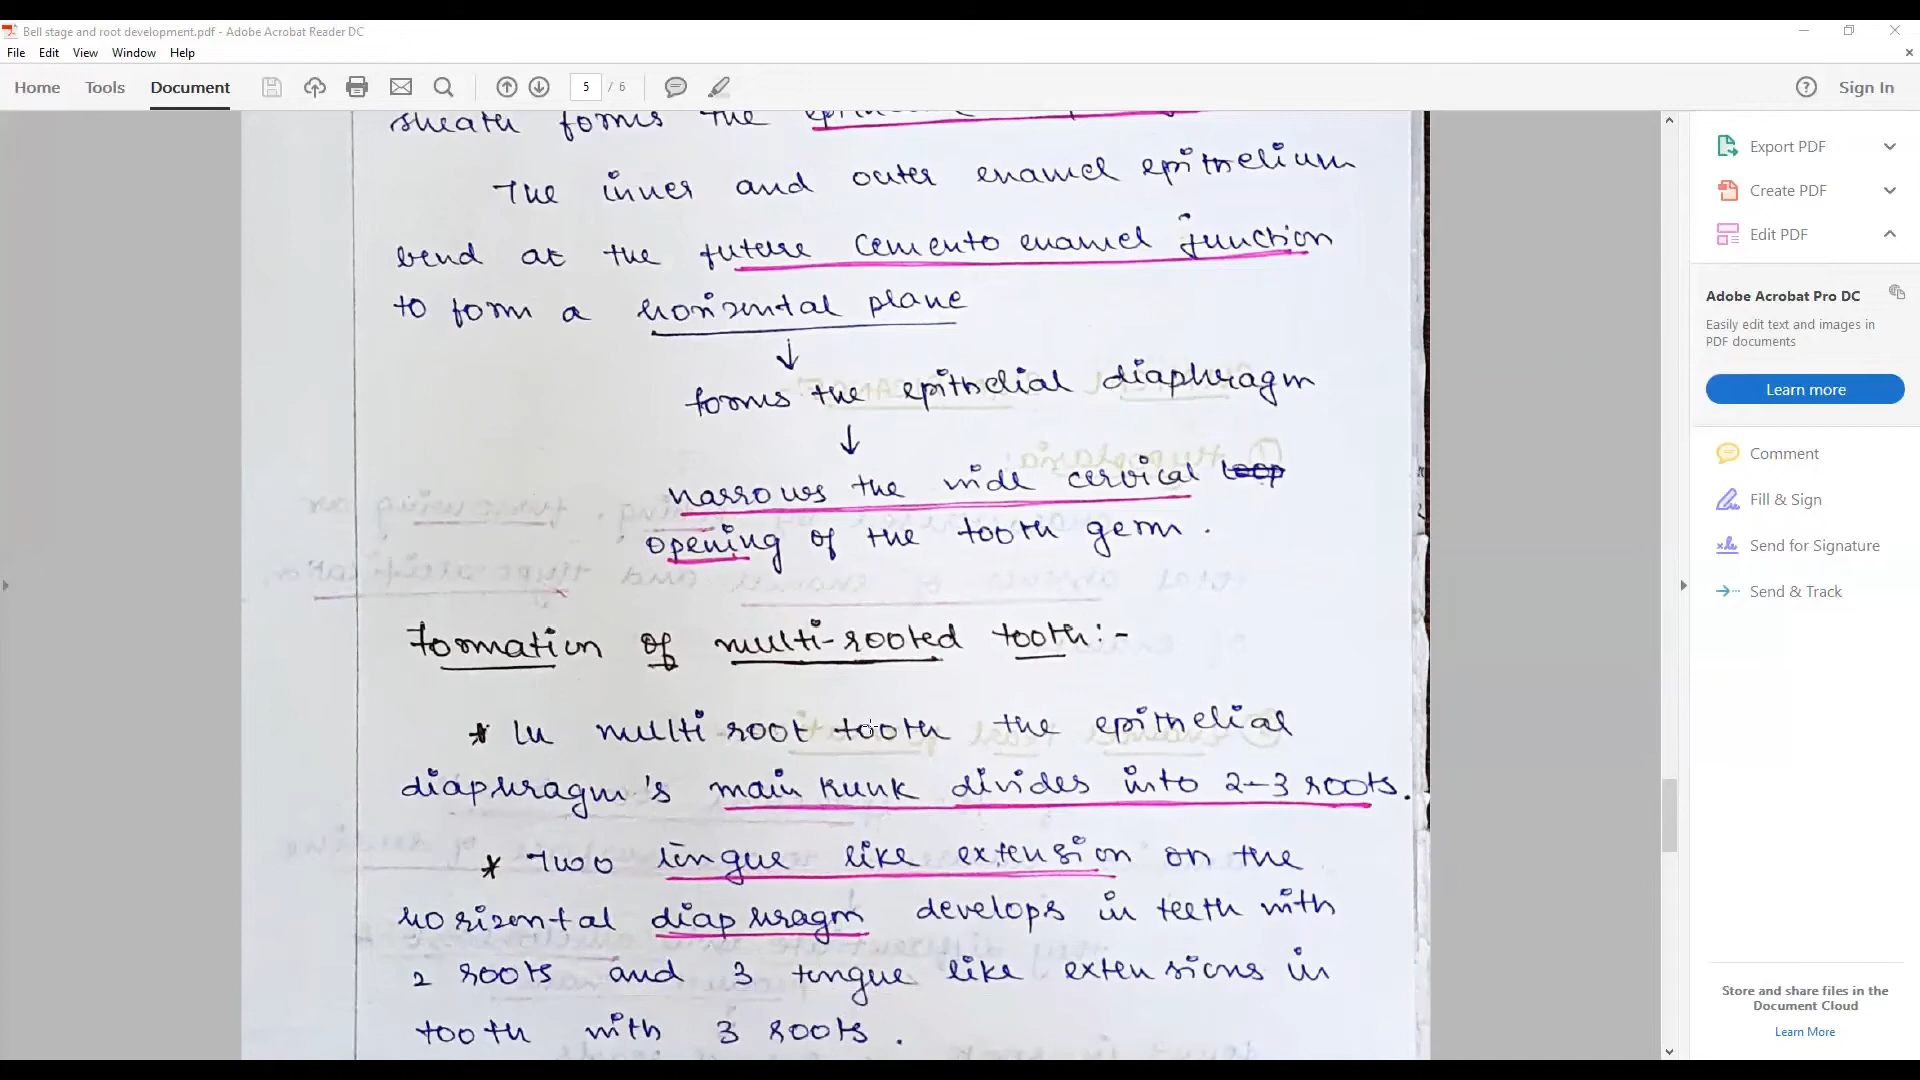 Bell stage and root development.pdf - Adobe Acrobat Reader DC
File Edit View Window Help
Home Tools Document 5 / 6 Sign In
sheath forms the
The inner and outer enamel epithelium
bend at the future Cemento enamel junction
to form a horizental plane
↓
forms the epithelial diaphragm
↓
narrows the wide cervical loop
opening of the tooth germ.
Formation of multi-rooted tooth:-
* In multi root tooth the epithelial
diaphragm's main trunk divides into 2-3 roots.
* Two tongue like extension on the
horizental diaphragm develops in teeth with
2 roots and 3 tongue like extensions in
tooth with 3 roots.
Export PDF
Create PDF
Edit PDF
Adobe Acrobat Pro DC
Easily edit text and images in
PDF documents
Learn more
Comment
Fill & Sign
Send for Signature
Send & Track
Store and share files in the
Document Cloud
Learn More